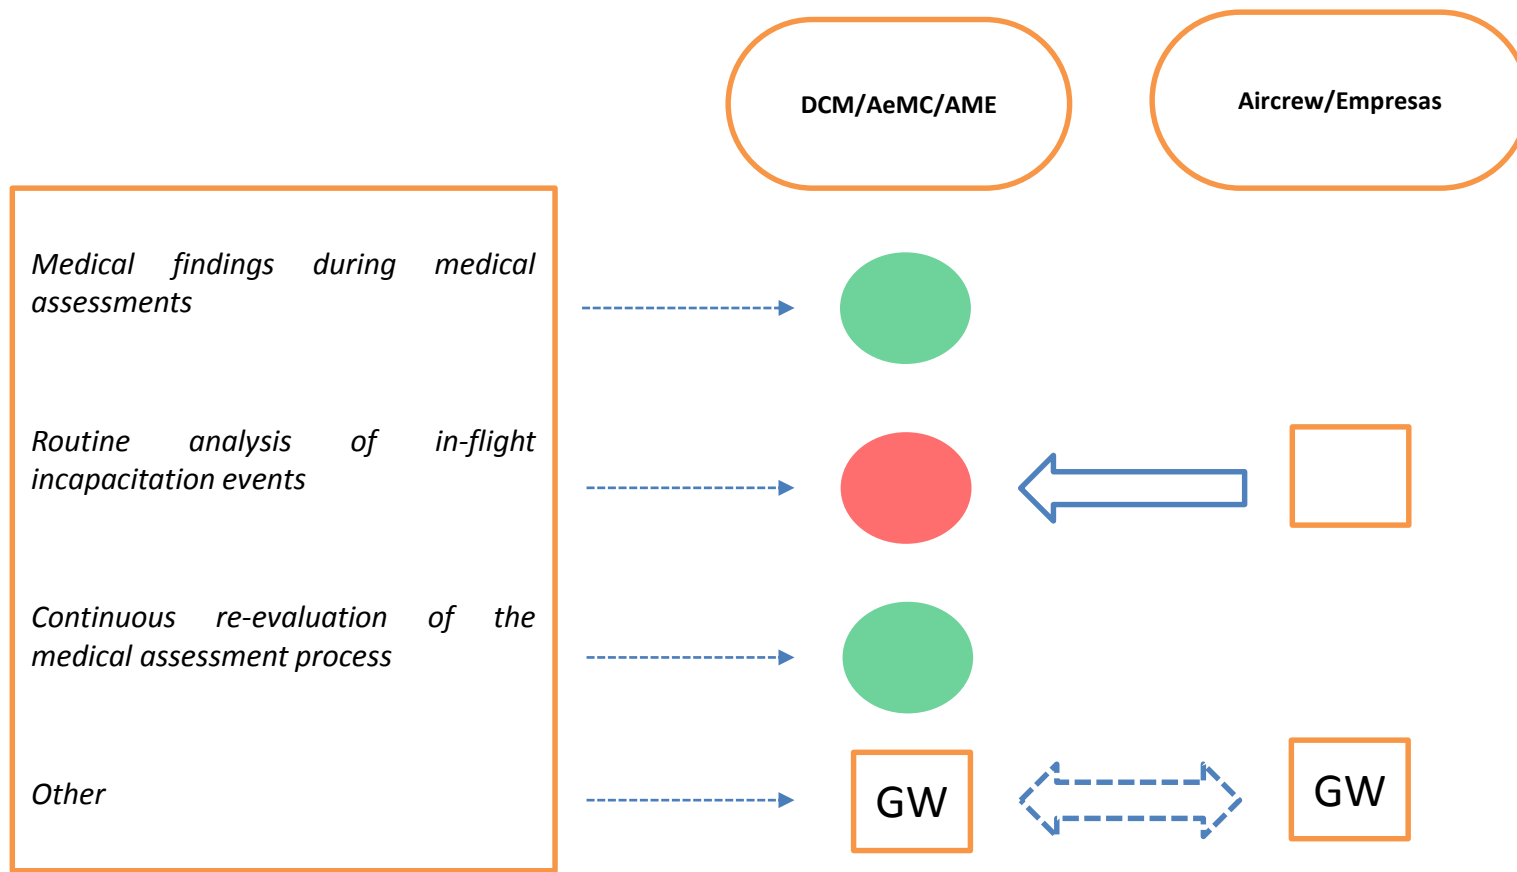 DCM/AeMC/AME
Aircrew/Empresas
Medical findings during medical
assessments
Routine analysis of in-flight
incapacitation events
Continuous re-evaluation of the
medical assessment process
Other
GW
GW